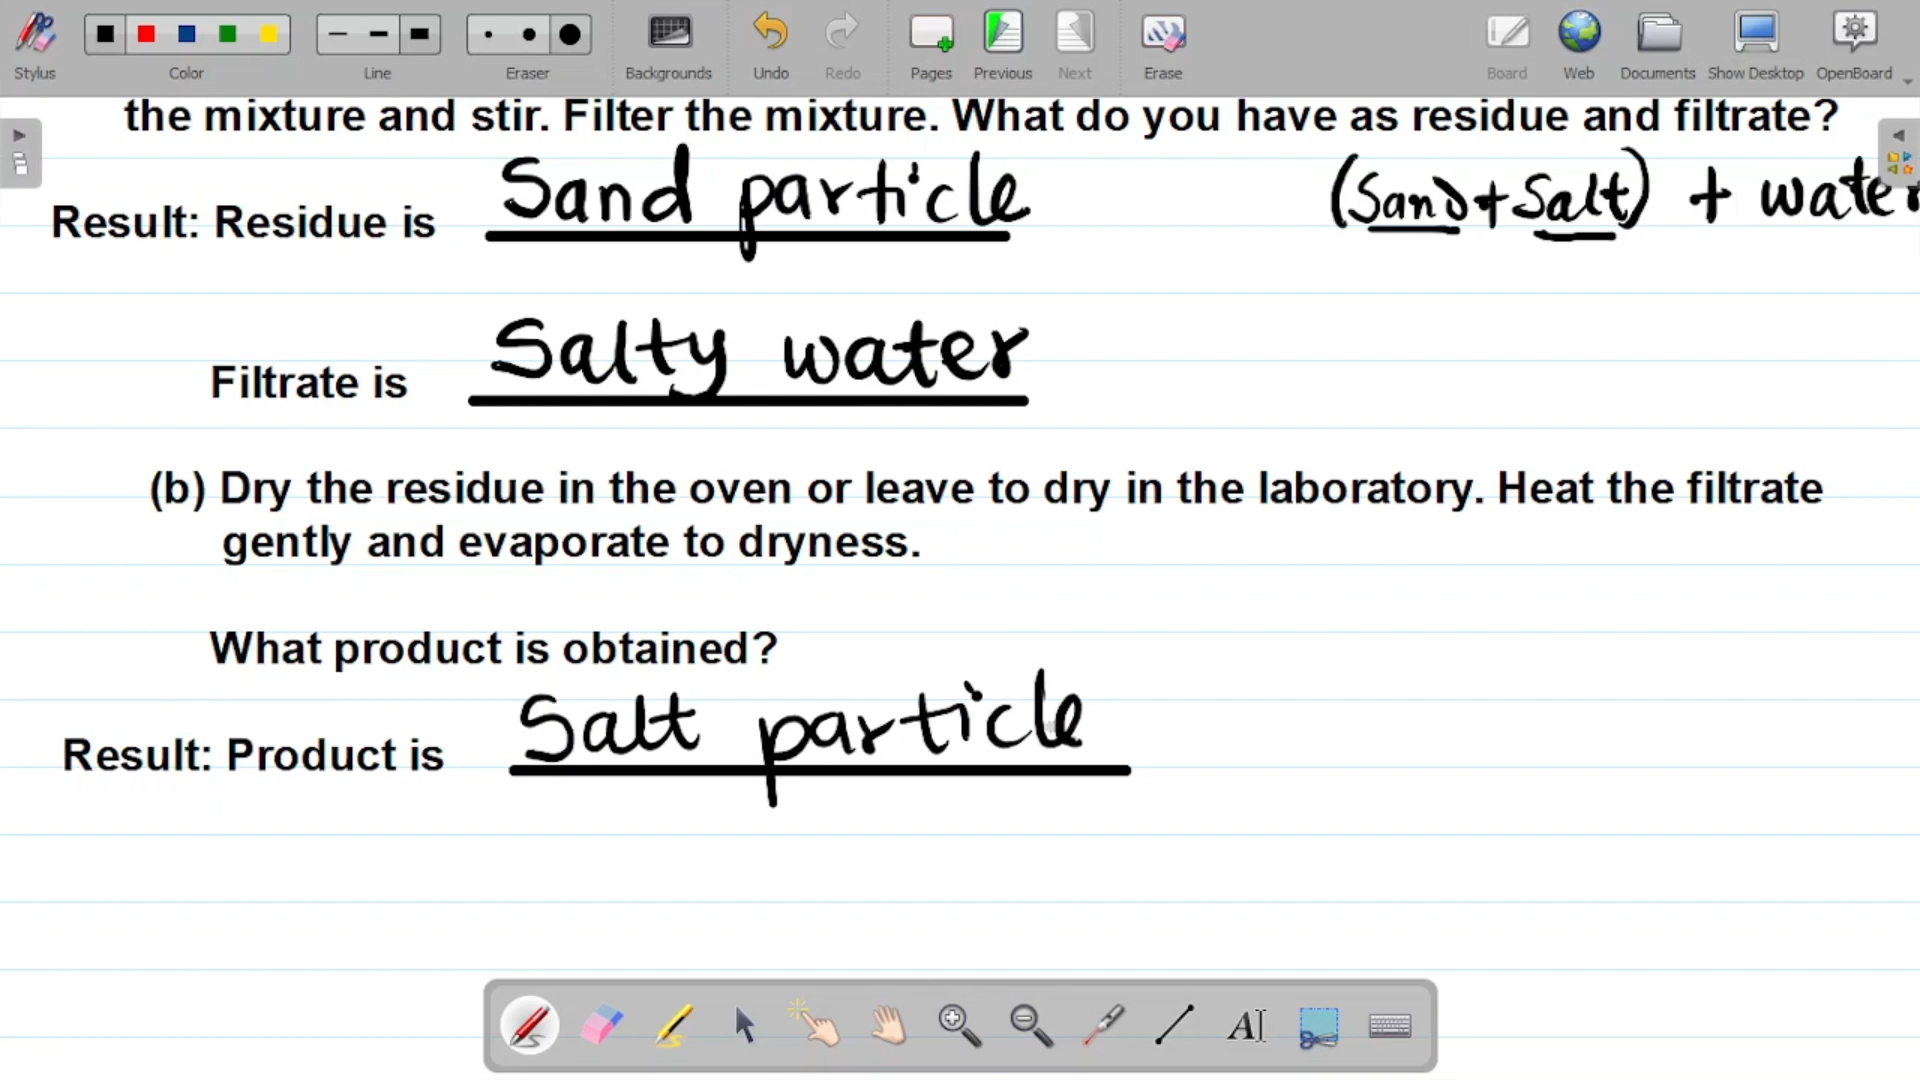 Stylus Color Line Eraser Backgrounds Undo Redo Pages Previous Next Erase Board Web Documents Show Desktop OpenBoard
the mixture and stir. Filter the mixture. What do you have as residue and filtrate?
Result: Residue is Sand particle (Sand+Salt) + water
Filtrate is Salty water
(b) Dry the residue in the oven or leave to dry in the laboratory. Heat the filtrate
gently and evaporate to dryness.
What product is obtained?
Result: Product is Salt particle